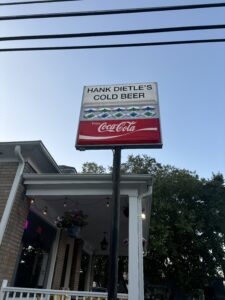 HANK DIETLE'S
COLD BEER
Coca-Cola